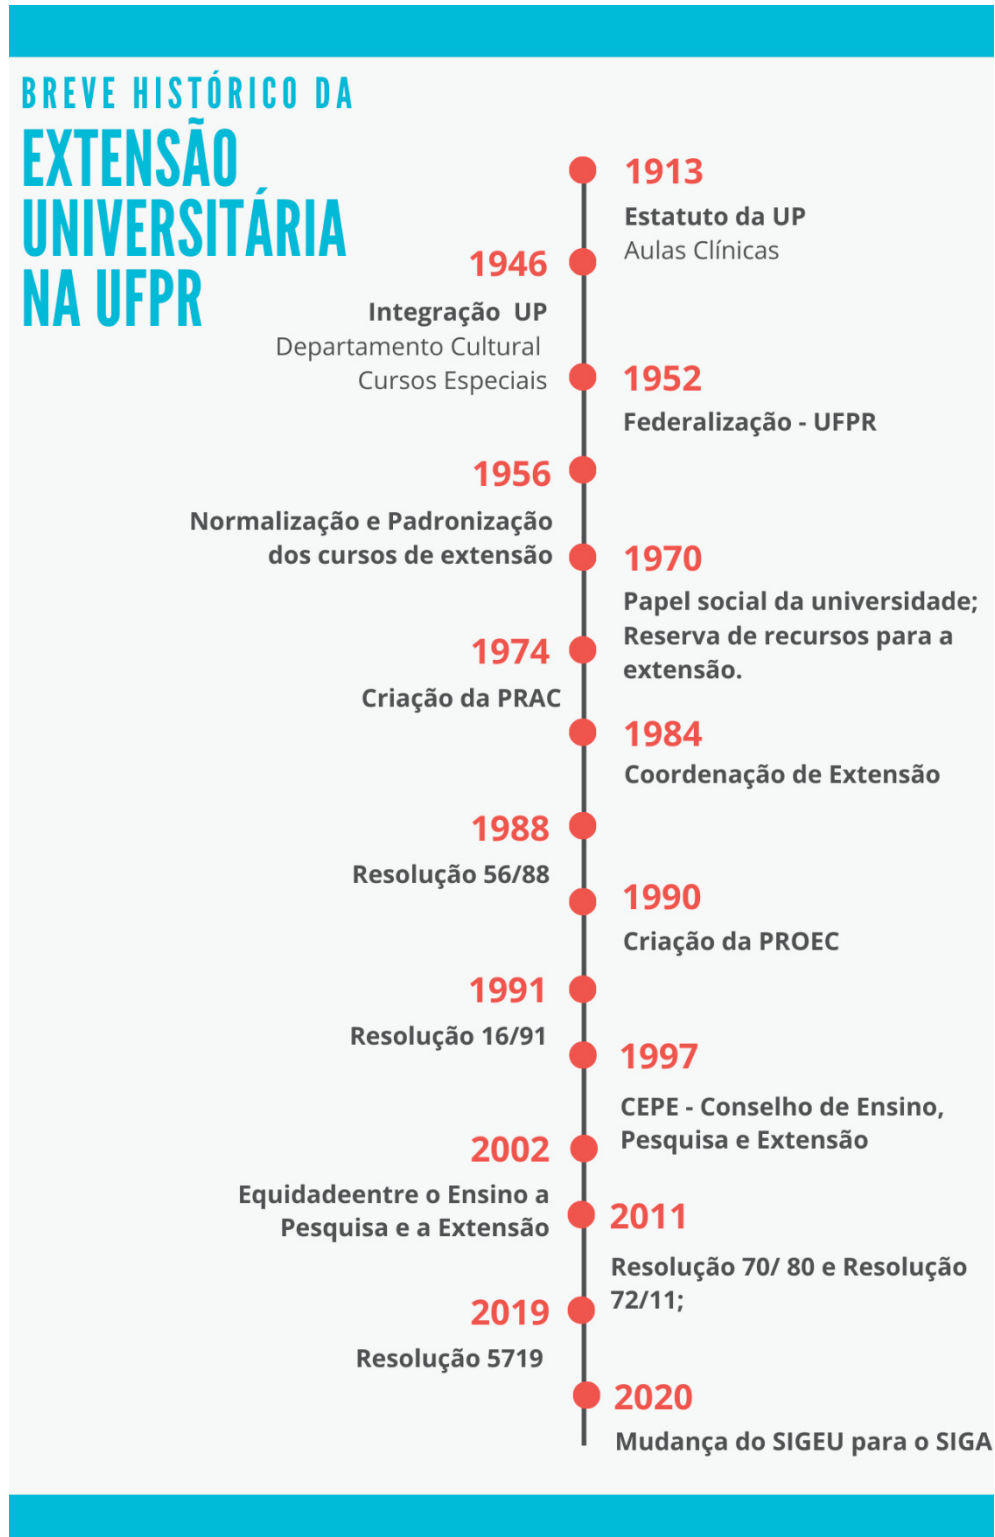 BREVE HISTÓRICO DA
EXTENSÃO
UNIVERSITÁRIA
NA UFPR
1913
Estatuto da UP
Aulas Clínicas
1946
Integração UP
Departamento Cultural
Cursos Especiais
1952
Federalização - UFPR
1956
Normalização e Padronização
dos cursos de extensão
1970
Papel social da universidade;
Reserva de recursos para a
extensão.
1974
Criação da PRAC
1984
Coordenação de Extensão
1988
Resolução 56/88
1990
Criação da PROEC
1991
Resolução 16/91
1997
CEPE - Conselho de Ensino,
Pesquisa e Extensão
2002
Equidadeentre o Ensino a
Pesquisa e a Extensão
2011
Resolução 70/ 80 e Resolução
72/11;
2019
Resolução 5719
2020
Mudança do SIGEU para o SIGA